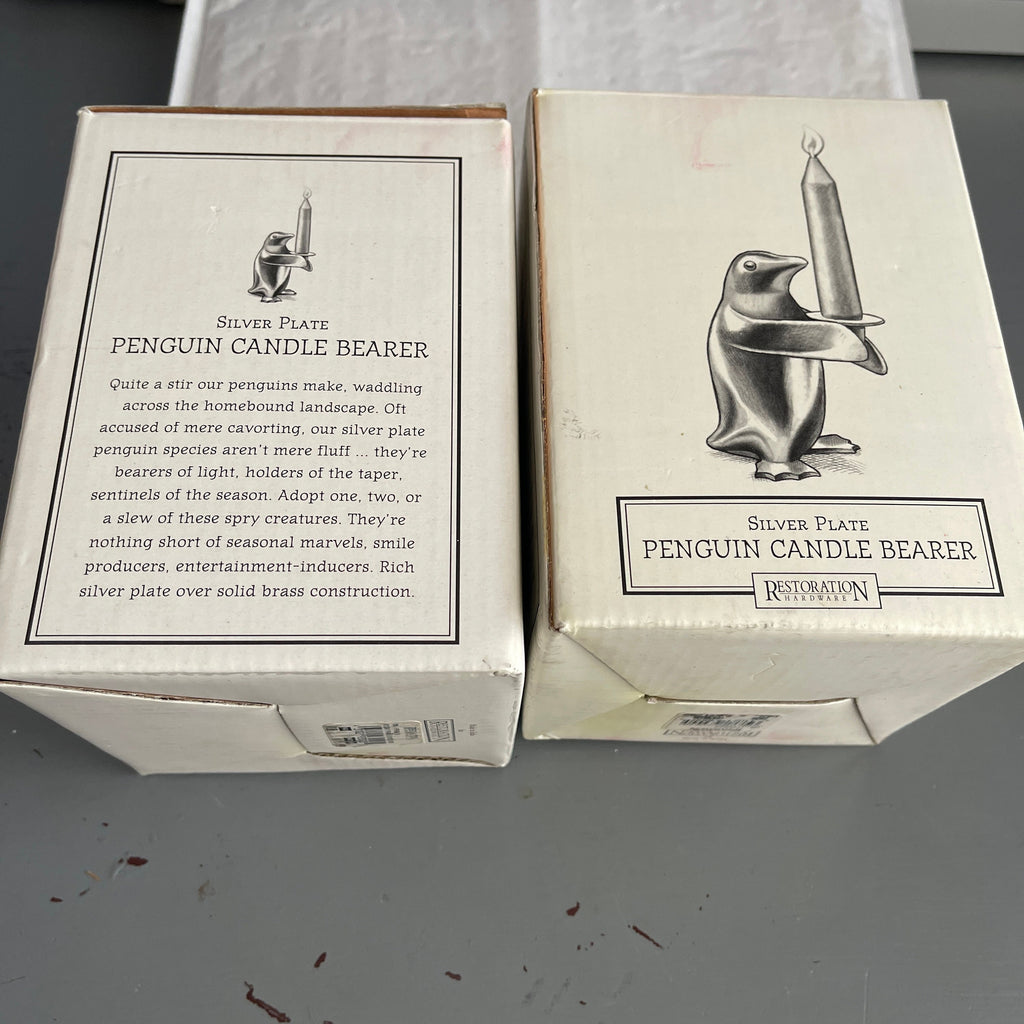 Silver Plate
PENGUIN CANDLE BEARER
Quite a stir our penguins make, waddling
across the homebound landscape. Oft
accused of mere cavorting, our silver plate
penguin species aren't mere fluff ... they're
bearers of light, holders of the taper,
sentinels of the season. Adopt one, two, or
a slew of these spry creatures. They're
nothing short of seasonal marvels, smile
producers, entertainment-inducers. Rich
silver plate over solid brass construction.
Silver Plate
PENGUIN CANDLE BEARER
RESTORATION
HARDWARE